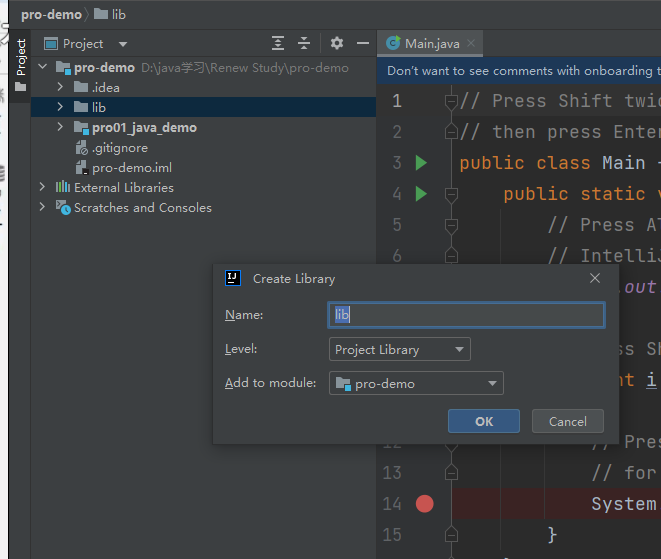 pro-demo lib
Project
Project
Main.java
pro-demo D:\java学习\Renew Study\pro-demo
.idea
lib
pro01_java_demo
.gitignore
pro-demo.iml
External Libraries
Scratches and Consoles
Don't want to see comments with onboarding t
1 // Press Shift twic
2 // then press Enter
3 public class Main
4 public static v
5 // Press Al
6 // IntelliJ
.out
ss Sh
t i
// Pres
13 // for
14 System
15 }
IJ Create Library
Name: lib
Level: Project Library
Add to module: pro-demo
OK Cancel